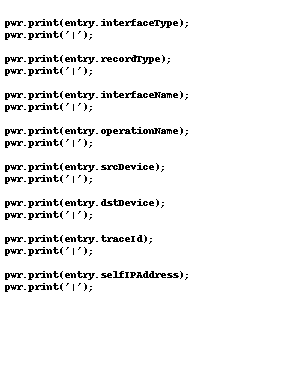 pwr.print(entry.interfaceType);
pwr.print('|');
pwr.print(entry.recordType);
pwr.print('|');
pwr.print(entry.interfaceName);
pwr.print('|');
pwr.print(entry.operationName);
pwr.print('|');
pwr.print(entry.srcDevice);
pwr.print('|');
pwr.print(entry.dstDevice);
pwr.print('|');
pwr.print(entry.traceId);
pwr.print('|');
pwr.print(entry.selfIPAddress);
pwr.print('|');